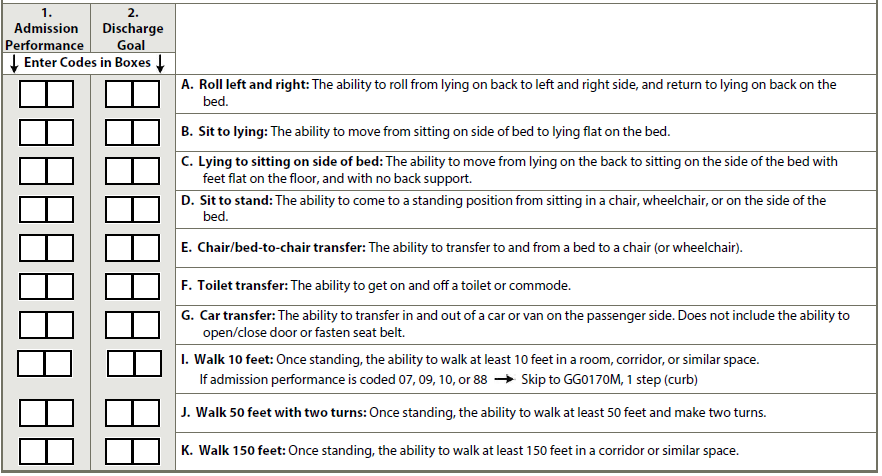 1.
Admission
Performance
2.
Discharge
Goal
↓ Enter Codes in Boxes ↓
A. Roll left and right: The ability to roll from lying on back to left and right side, and return to lying on back on the
bed.
B. Sit to lying: The ability to move from sitting on side of bed to lying flat on the bed.
C. Lying to sitting on side of bed: The ability to move from lying on the back to sitting on the side of the bed with
feet flat on the floor, and with no back support.
D. Sit to stand: The ability to come to a standing position from sitting in a chair, wheelchair, or on the side of the
bed.
E. Chair/bed-to-chair transfer: The ability to transfer to and from a bed to a chair (or wheelchair).
F. Toilet transfer: The ability to get on and off a toilet or commode.
G. Car transfer: The ability to transfer in and out of a car or van on the passenger side. Does not include the ability to
open/close door or fasten seat belt.
I. Walk 10 feet: Once standing, the ability to walk at least 10 feet in a room, corridor, or similar space.
If admission performance is coded 07, 09, 10, or 88 → Skip to GG0170M, 1 step (curb)
J. Walk 50 feet with two turns: Once standing, the ability to walk at least 50 feet and make two turns.
K. Walk 150 feet: Once standing, the ability to walk at least 150 feet in a corridor or similar space.